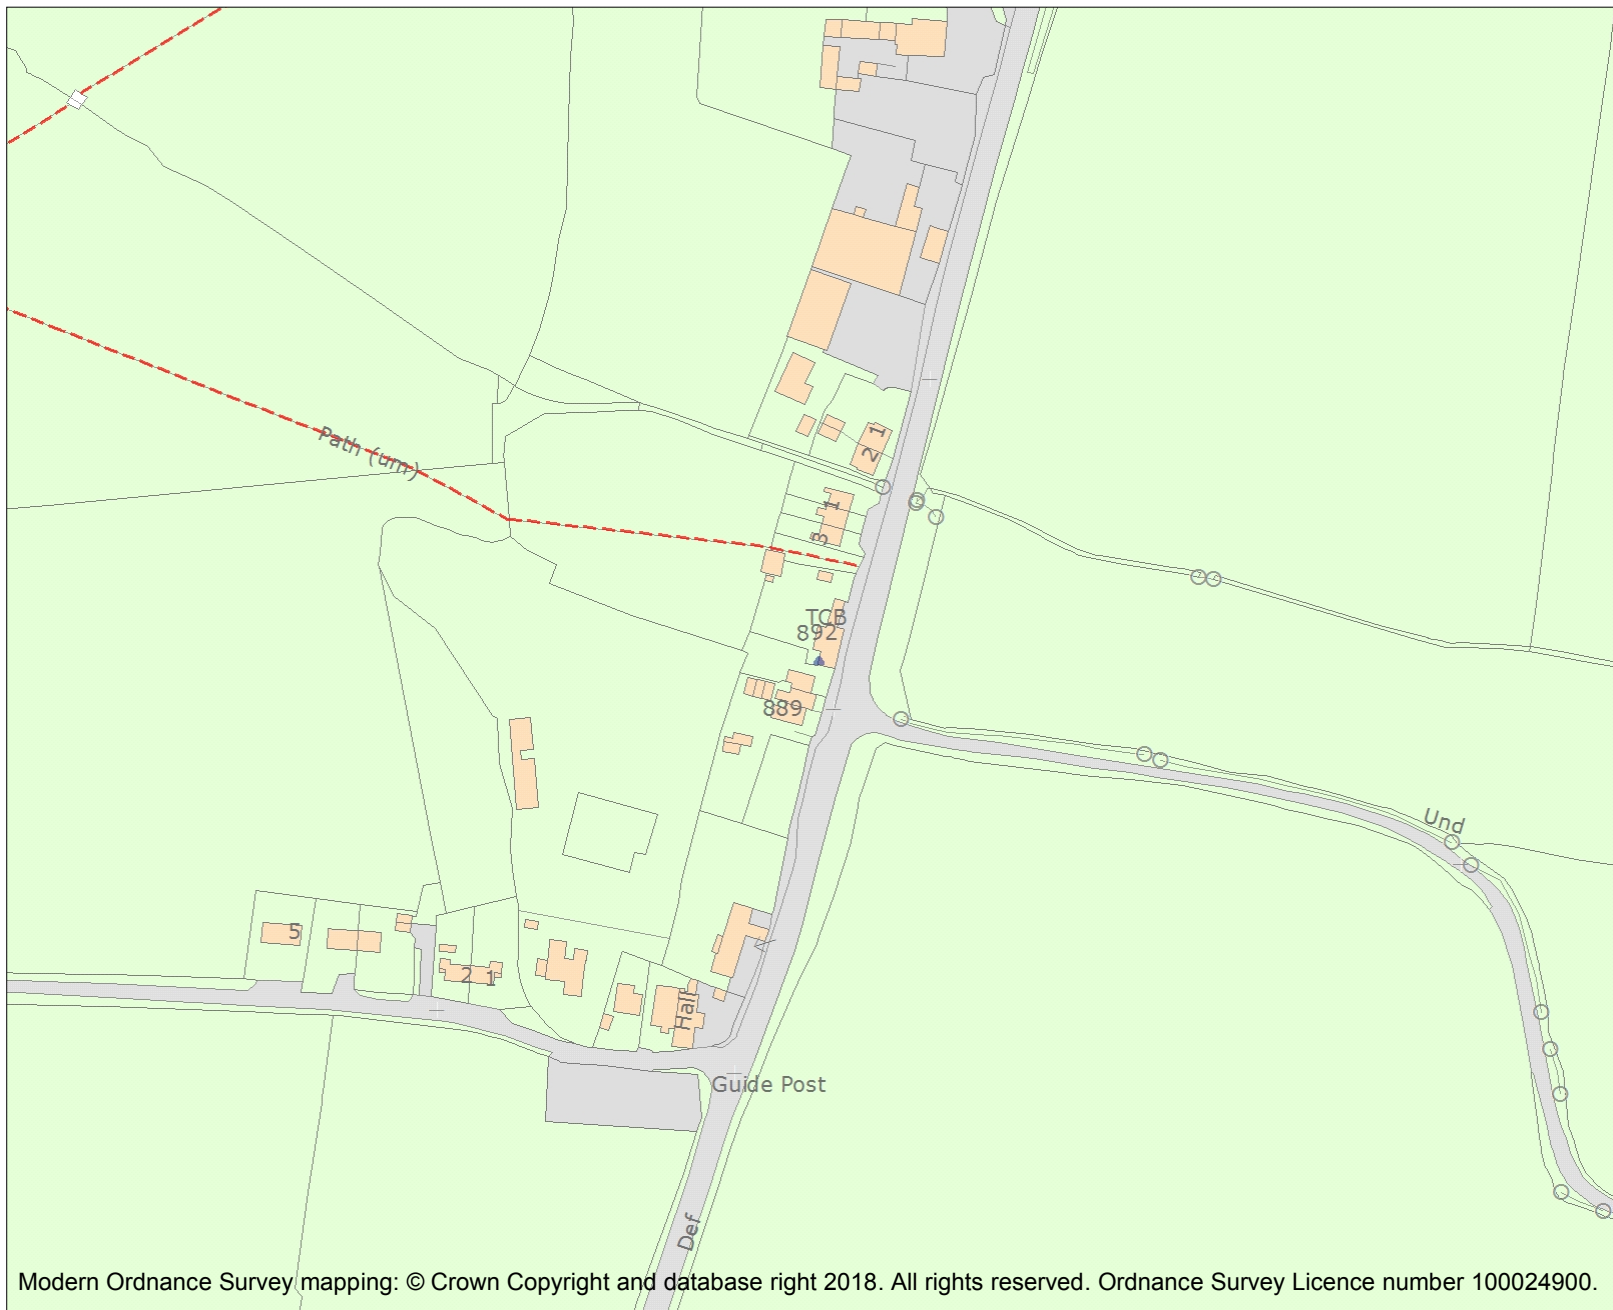 1
2
Path (um)
1
3
TCB
892
889
Und
5
2 1
Hall
Guide Post
Def
Modern Ordnance Survey mapping: © Crown Copyright and database right 2018. All rights reserved. Ordnance Survey Licence number 100024900.